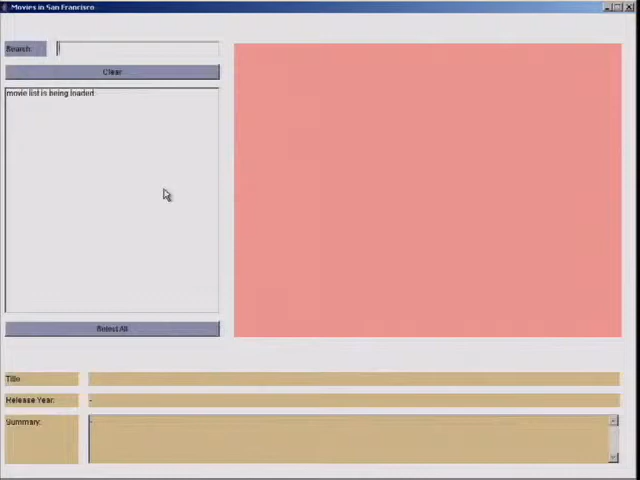 Movies in San Francisco
Search:
Clear
movie list is being loaded
Select All
Title
Release Year:
-
Summary:
-